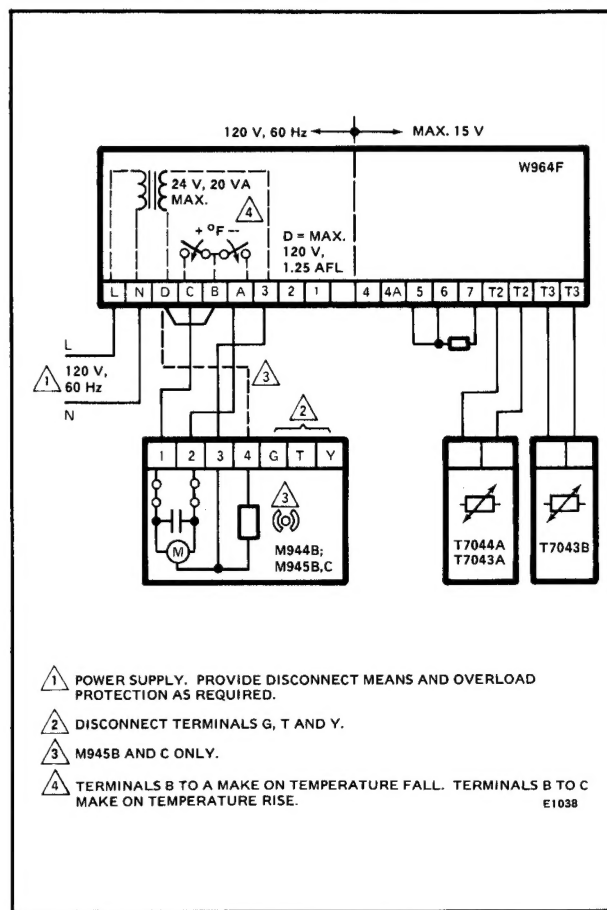 120 V, 60 Hz
MAX. 15 V
W964F
24 V, 20 VA
MAX.
4
+ °F --
D = MAX.
120 V,
1.25 AFL
L N D C B A 3 2 1 4 4A 5 6 7 T2 T2 T3 T3
L
1
120 V,
60 Hz
N
3
2
1 2 3 4 G T Y
3
M
M944B;
M945B,C
T7044A
T7043A
T7043B
1 POWER SUPPLY. PROVIDE DISCONNECT MEANS AND OVERLOAD
PROTECTION AS REQUIRED.
2 DISCONNECT TERMINALS G, T AND Y.
3 M945B AND C ONLY.
4 TERMINALS B TO A MAKE ON TEMPERATURE FALL. TERMINALS B TO C
MAKE ON TEMPERATURE RISE.
E1038